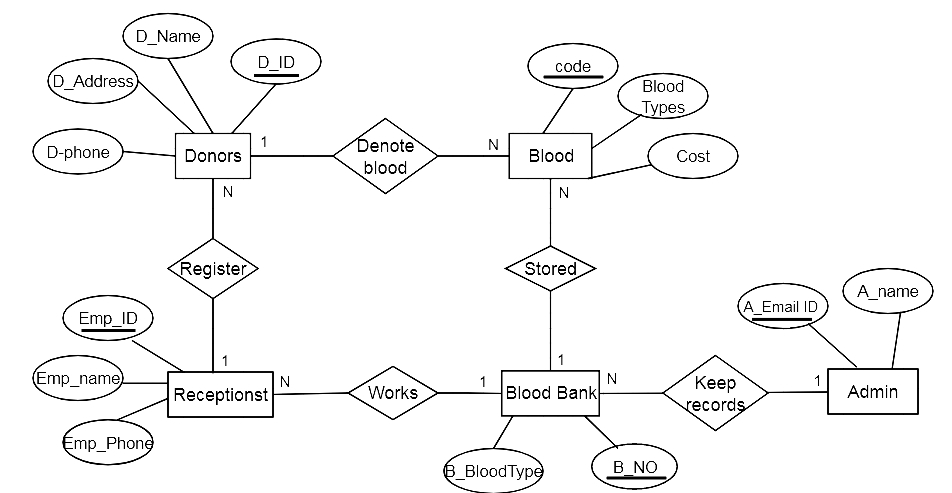 D_Name
D_ID
D_Address
D-phone
Donors
1
Denote
blood
N
Blood
code
Blood
Types
Cost
N
N
Register
Stored
1
1
Emp_ID
Emp_name
Emp_Phone
Receptionst
N
Works
1
Blood Bank
N
Keep
records
1
Admin
A_Email ID
A_name
B_BloodType
B_NO